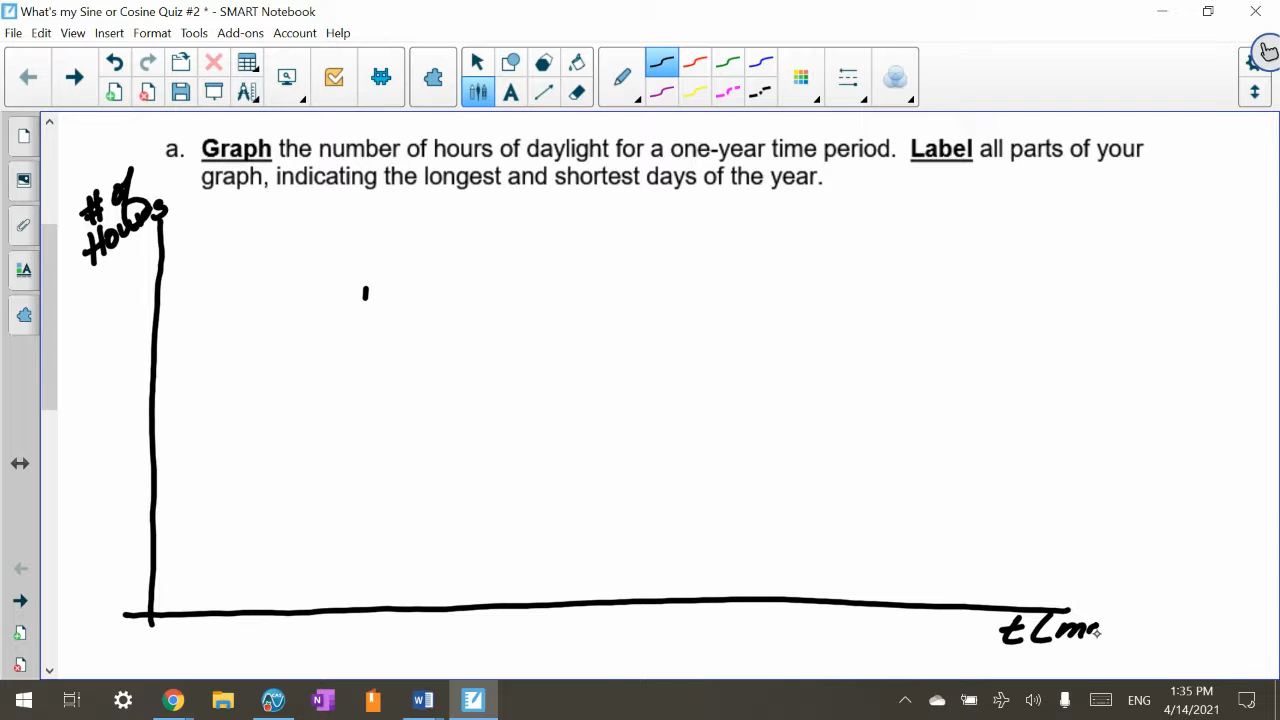 What's my Sine or Cosine Quiz #2 * - SMART Notebook
File Edit View Insert Format Tools Add-ons Account Help
a. Graph the number of hours of daylight for a one-year time period. Label all parts of your
graph, indicating the longest and shortest days of the year.
# of
Hours
t (mo
ENG
1:35 PM
4/14/2021